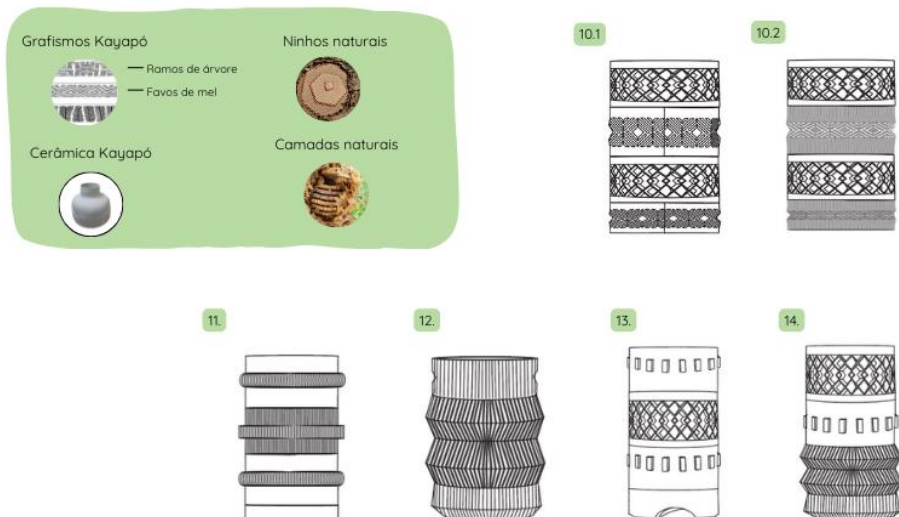 Grafismos Kayapó
Ramos de árvore
Favos de mel
Ninhos naturais
Cerâmica Kayapó
Camadas naturais
10.1
10.2
11.
12.
13.
14.